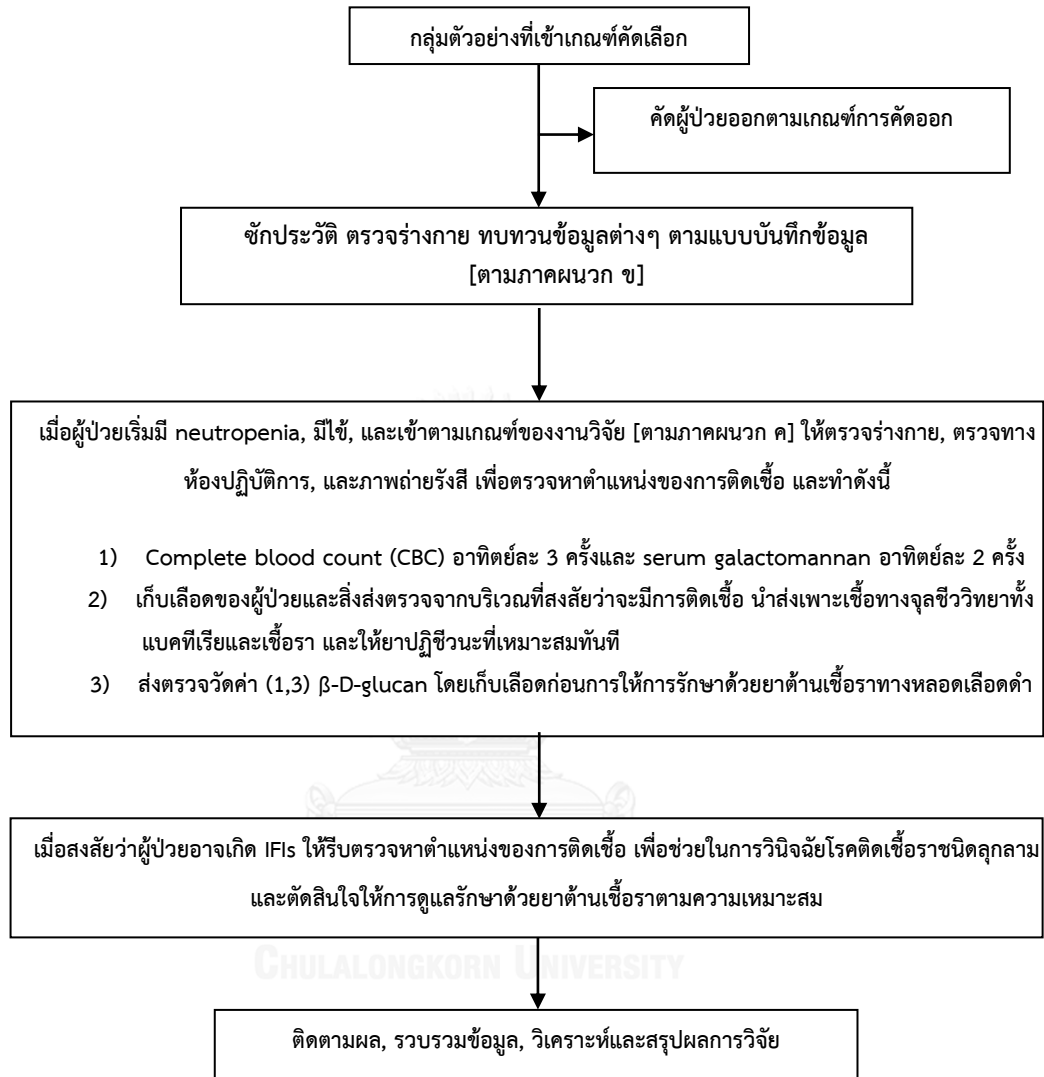 กลุ่มตัวอย่างที่เข้าเกณฑ์คัดเลือก
คัดผู้ป่วยออกตามเกณฑ์การคัดออก
ซักประวัติ ตรวจร่างกาย ทบทวนข้อมูลต่างๆ ตามแบบบันทึกข้อมูล
[ตามภาคผนวก ข]
เมื่อผู้ป่วยเริ่มมี neutropenia, มีไข้, และเข้าตามเกณฑ์ของงานวิจัย [ตามภาคผนวก ค] ให้ตรวจร่างกาย, ตรวจทาง
ห้องปฏิบัติการ, และภาพถ่ายรังสี เพื่อตรวจหาตำแหน่งของการติดเชื้อ และทำดังนี้
1) Complete blood count (CBC) อาทิตย์ละ 3 ครั้งและ serum galactomannan อาทิตย์ละ 2 ครั้ง
2) เก็บเลือดของผู้ป่วยและสิ่งส่งตรวจจากบริเวณที่สงสัยว่าจะมีการติดเชื้อ นำส่งเพาะเชื้อทางจุลชีววิทยาทั้ง
แบคทีเรียและเชื้อรา และให้ยาปฏิชีวนะที่เหมาะสมทันที
3) ส่งตรวจวัดค่า (1,3) β-D-glucan โดยเก็บเลือดก่อนการให้การรักษาด้วยยาต้านเชื้อราทางหลอดเลือดดำ
เมื่อสงสัยว่าผู้ป่วยอาจเกิด IFIs ให้รีบตรวจหาตำแหน่งของการติดเชื้อ เพื่อช่วยในการวินิจฉัยโรคติดเชื้อราชนิดลุกลาม
และตัดสินใจให้การดูแลรักษาด้วยยาต้านเชื้อราตามความเหมาะสม
CHULALONGKORN UNIVERSITY
ติดตามผล, รวบรวมข้อมูล, วิเคราะห์และสรุปผลการวิจัย